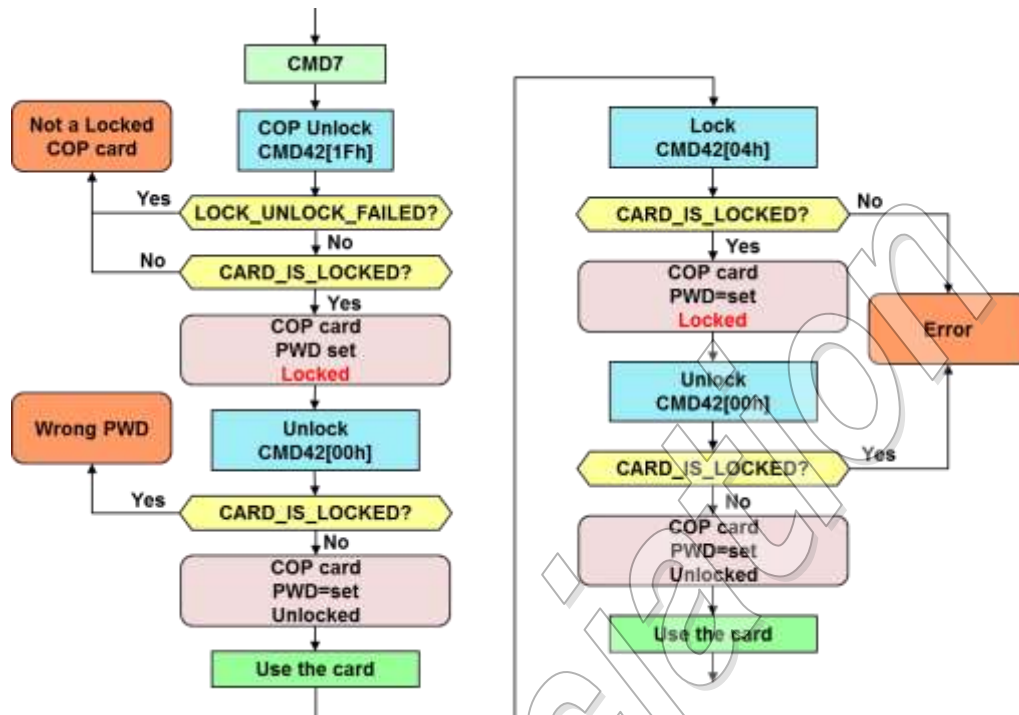 CMD7
Not a Locked
COP card
COP Unlock
CMD42[1Fh]
Yes
LOCK_UNLOCK_FAILED?
No
No
CARD_IS_LOCKED?
Yes
COP card
PWD set
Locked
Wrong PWD
Unlock
CMD42[00h]
Yes
CARD_IS_LOCKED?
No
COP card
PWD=set
Unlocked
Use the card
Lock
CMD42[04h]
CARD_IS_LOCKED?
No
Yes
COP card
PWD=set
Locked
Error
Unlock
CMD42[00h]
CARD_IS_LOCKED?
Yes
No
COP card
PWD=set
Unlocked
Use the card